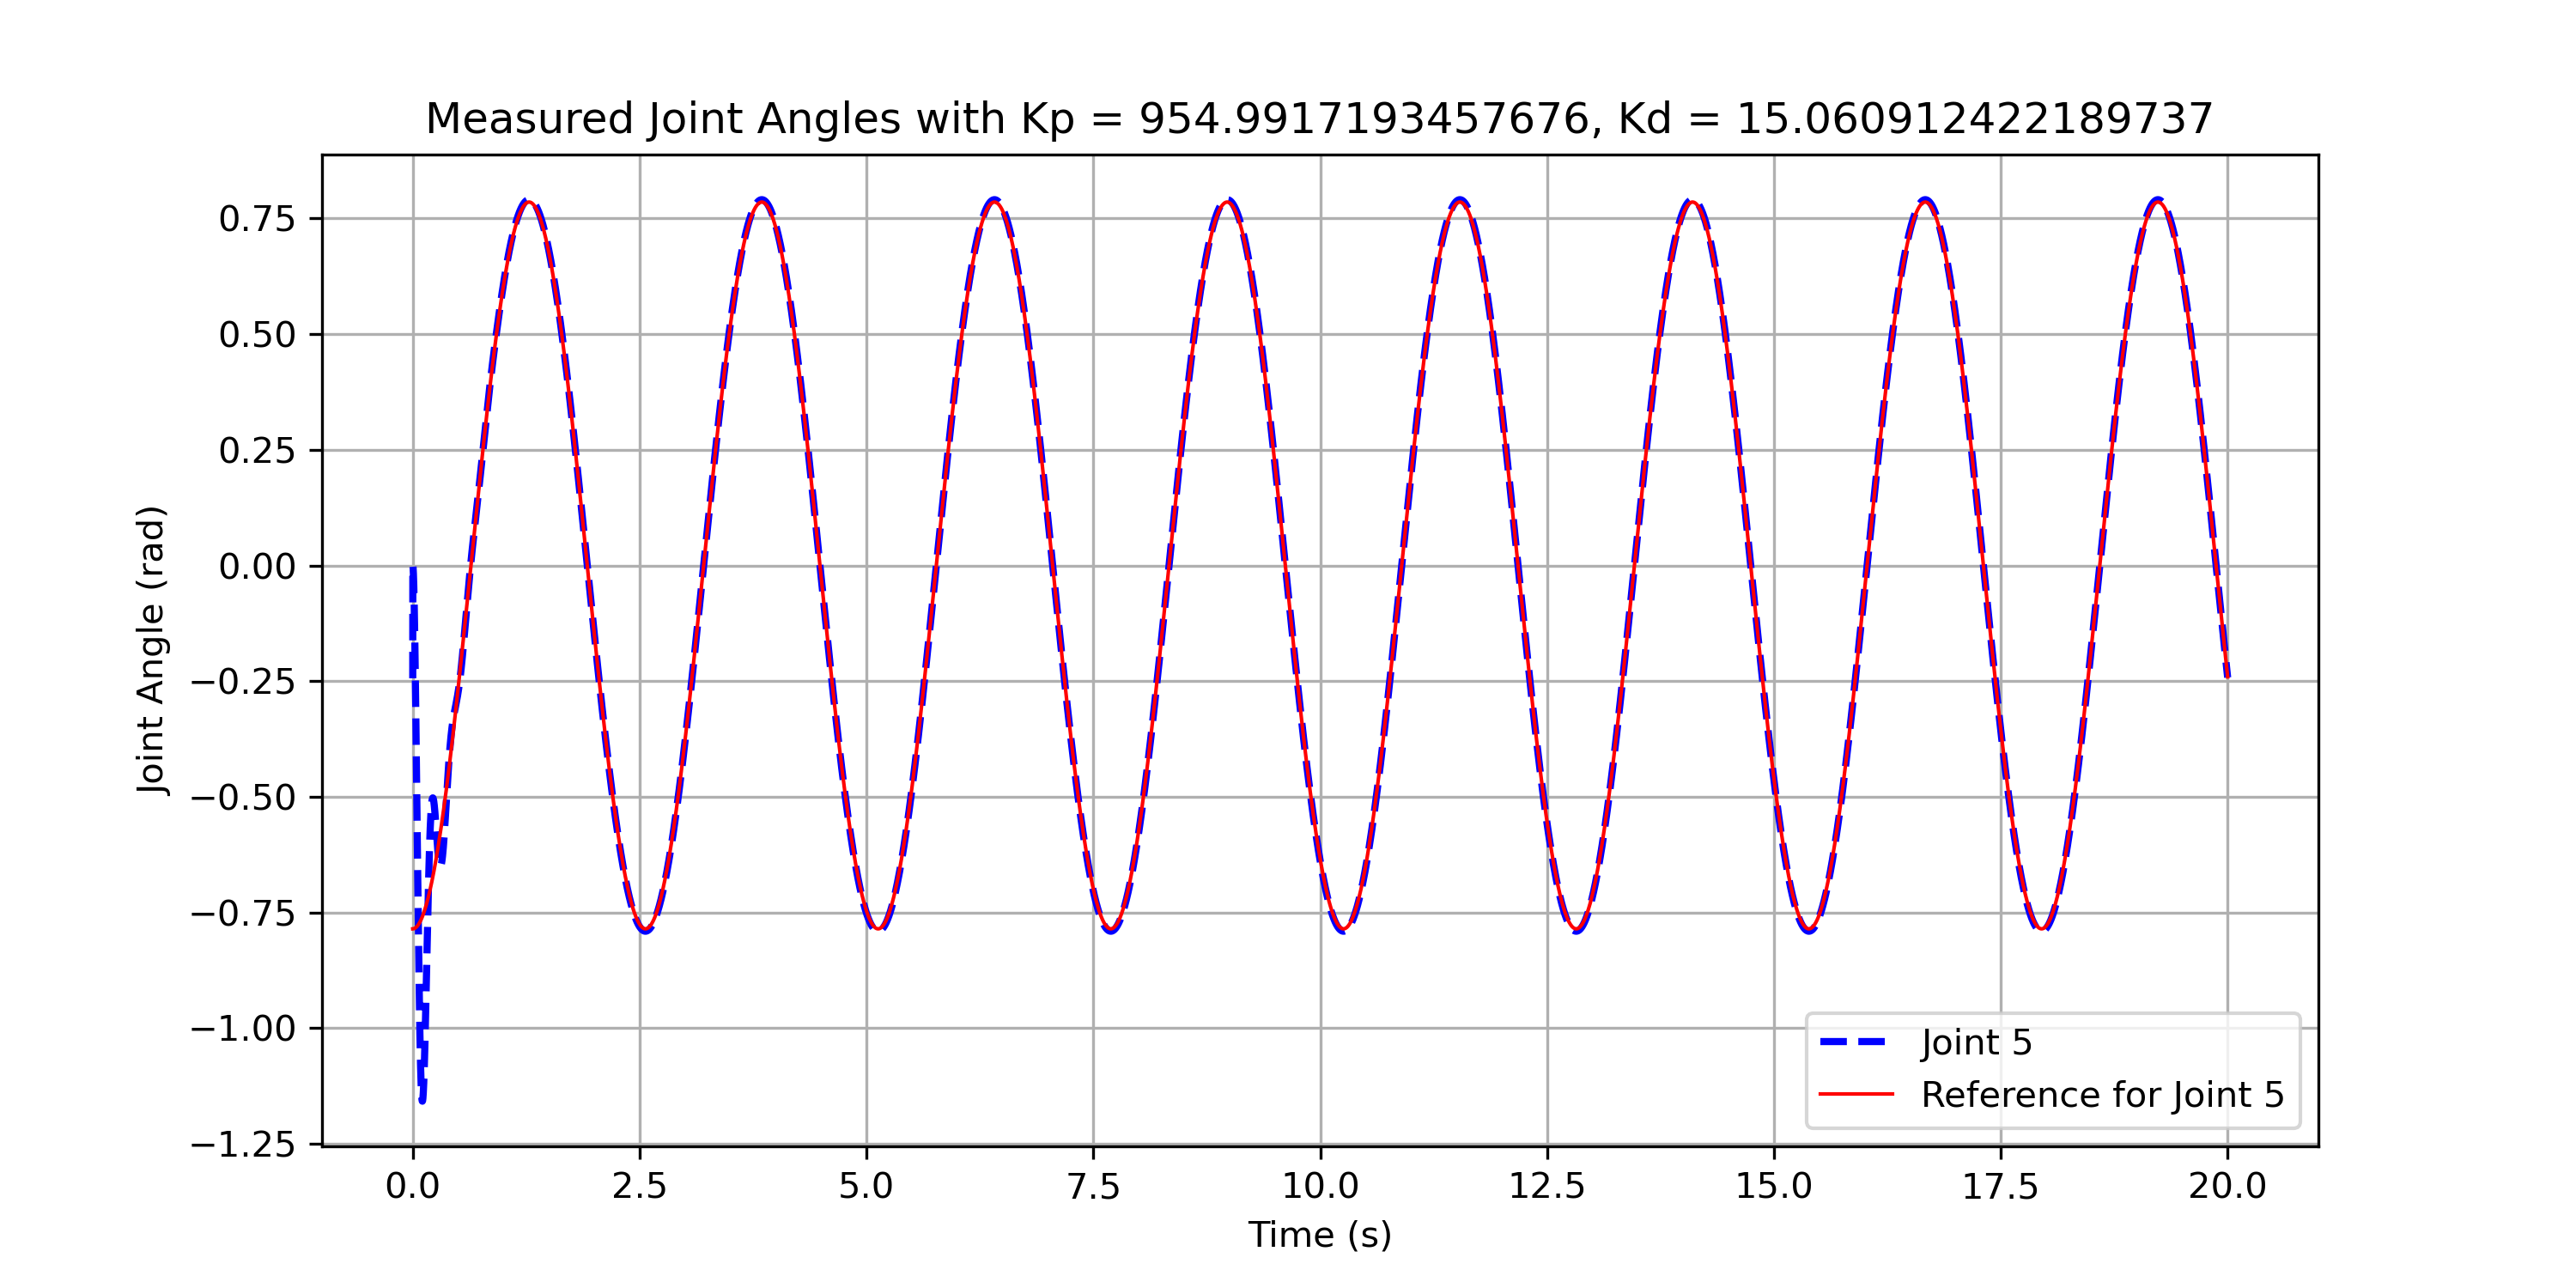 Measured Joint Angles with Kp = 954.9917193457676, Kd = 15.060912422189737
Joint Angle (rad)
0.75
0.50
0.25
0.00
−0.25
−0.50
−0.75
−1.00
−1.25
Joint 5
Reference for Joint 5
0.0 2.5 5.0 7.5 10.0 12.5 15.0 17.5 20.0
Time (s)